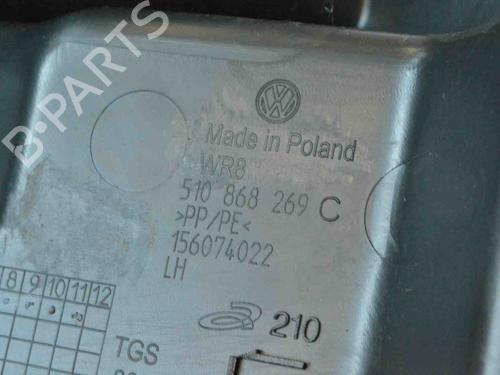 B-PARTS
Made in Poland
WR8
510 868 269 C
>PP/PE<
156074022
LH
8 9 10 11 12
210
TGS